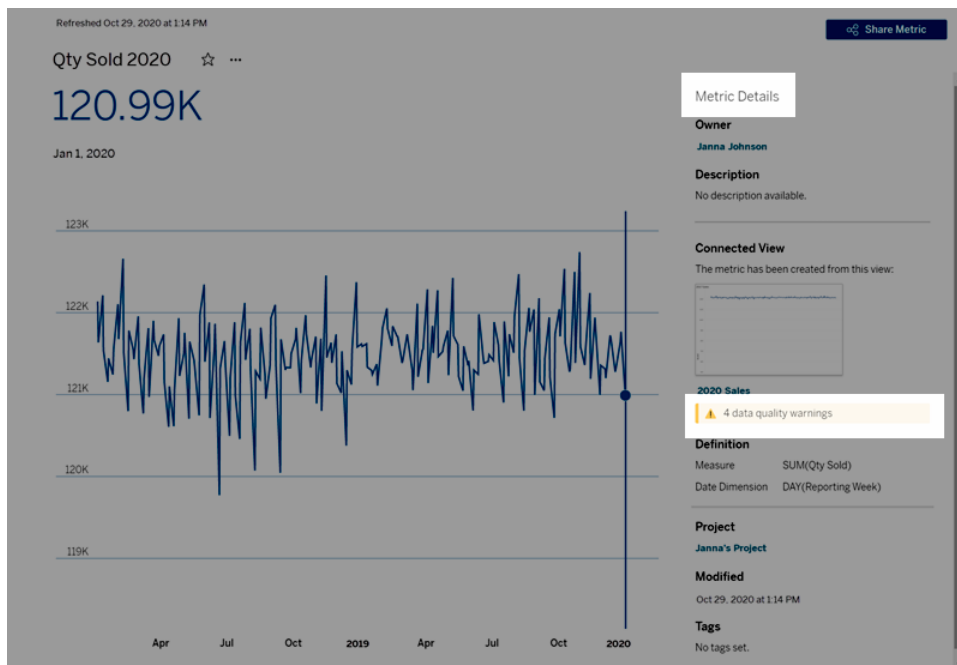 Refreshed Oct 29, 2020 at 1:14 PM
Share Metric
Qty Sold 2020
120.99K
Jan 1, 2020
123K
122K
121K
120K
119K
Apr
Jul
Oct
2019
Apr
Jul
Oct
2020
Metric Details
Owner
Janna Johnson
Description
No description available.
Connected View
The metric has been created from this view:
2020 Sales
4 data quality warnings
Definition
Measure SUM(Qty Sold)
Date Dimension DAY(Reporting Week)
Project
Janna's Project
Modified
Oct 29, 2020 at 1:14 PM
Tags
No tags set.